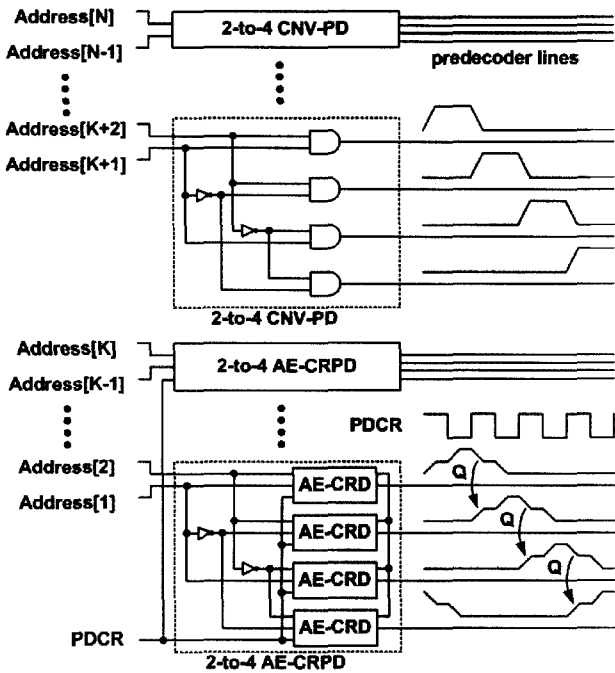 Address[N]
2-to-4 CNV-PD
Address[N-1]
predecoder lines
Address[K+2]
Address[K+1]
2-to-4 CNV-PD
Address[K]
2-to-4 AE-CRPD
Address[K-1]
PDCR
Address[2]
AE-CRD
Q
Address[1]
AE-CRD
Q
AE-CRD
Q
AE-CRD
PDCR
2-to-4 AE-CRPD